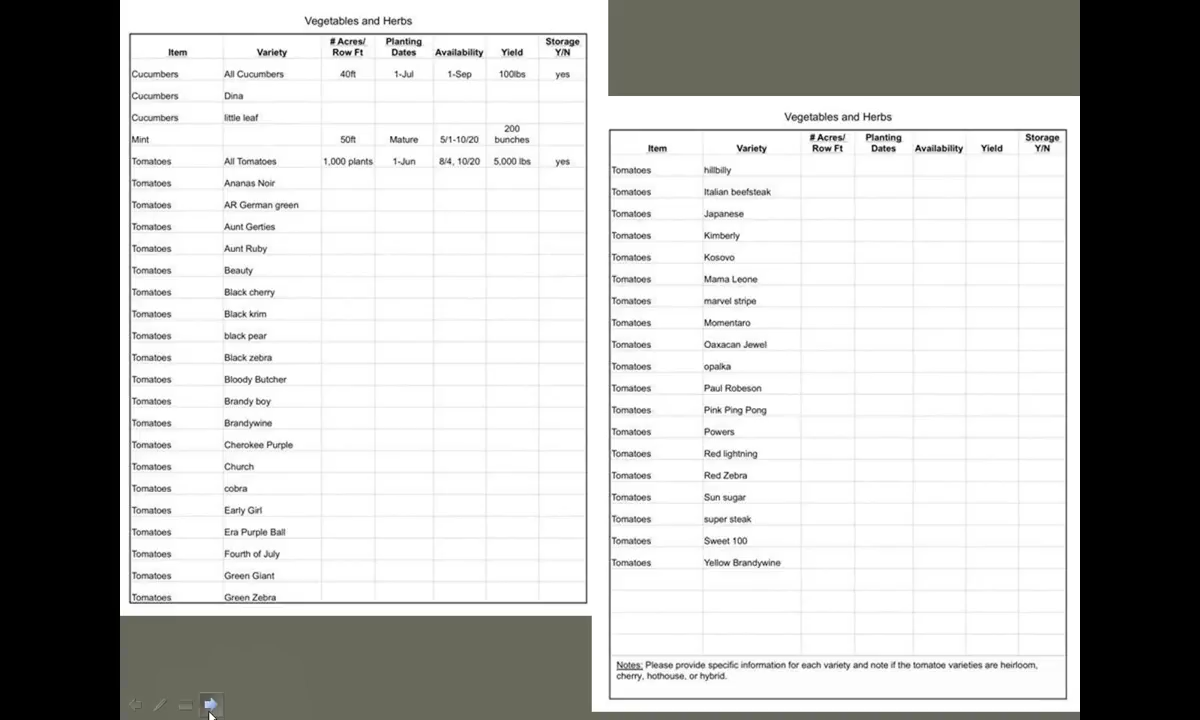 Vegetables and Herbs
Item Variety # Acres/ Row Ft Planting Dates Availability Yield Storage Y/N
Cucumbers All Cucumbers 40ft 1-Jul 1-Sep 100lbs yes
Cucumbers Dina
Cucumbers little leaf
Mint 50ft Mature 5/1-10/20 200 bunches
Tomatoes All Tomatoes 1,000 plants 1-Jun 8/4, 10/20 5,000 lbs yes
Tomatoes Ananas Noir
Tomatoes AR German green
Tomatoes Aunt Gerties
Tomatoes Aunt Ruby
Tomatoes Beauty
Tomatoes Black cherry
Tomatoes Black krim
Tomatoes black pear
Tomatoes Black zebra
Tomatoes Bloody Butcher
Tomatoes Brandy boy
Tomatoes Brandywine
Tomatoes Cherokee Purple
Tomatoes Church
Tomatoes cobra
Tomatoes Early Girl
Tomatoes Era Purple Ball
Tomatoes Fourth of July
Tomatoes Green Giant
Tomatoes Green Zebra
Vegetables and Herbs
Item Variety # Acres/ Row Ft Planting Dates Availability Yield Storage Y/N
Tomatoes hillbilly
Tomatoes Italian beefsteak
Tomatoes Japanese
Tomatoes Kimberly
Tomatoes Kosovo
Tomatoes Mama Leone
Tomatoes marvel stripe
Tomatoes Momentaro
Tomatoes Oaxacan Jewel
Tomatoes opalka
Tomatoes Paul Robeson
Tomatoes Pink Ping Pong
Tomatoes Powers
Tomatoes Red lightning
Tomatoes Red Zebra
Tomatoes Sun sugar
Tomatoes super steak
Tomatoes Sweet 100
Tomatoes Yellow Brandywine
Notes: Please provide specific information for each variety and note if the tomatoe varieties are heirloom,
cherry, hothouse, or hybrid.